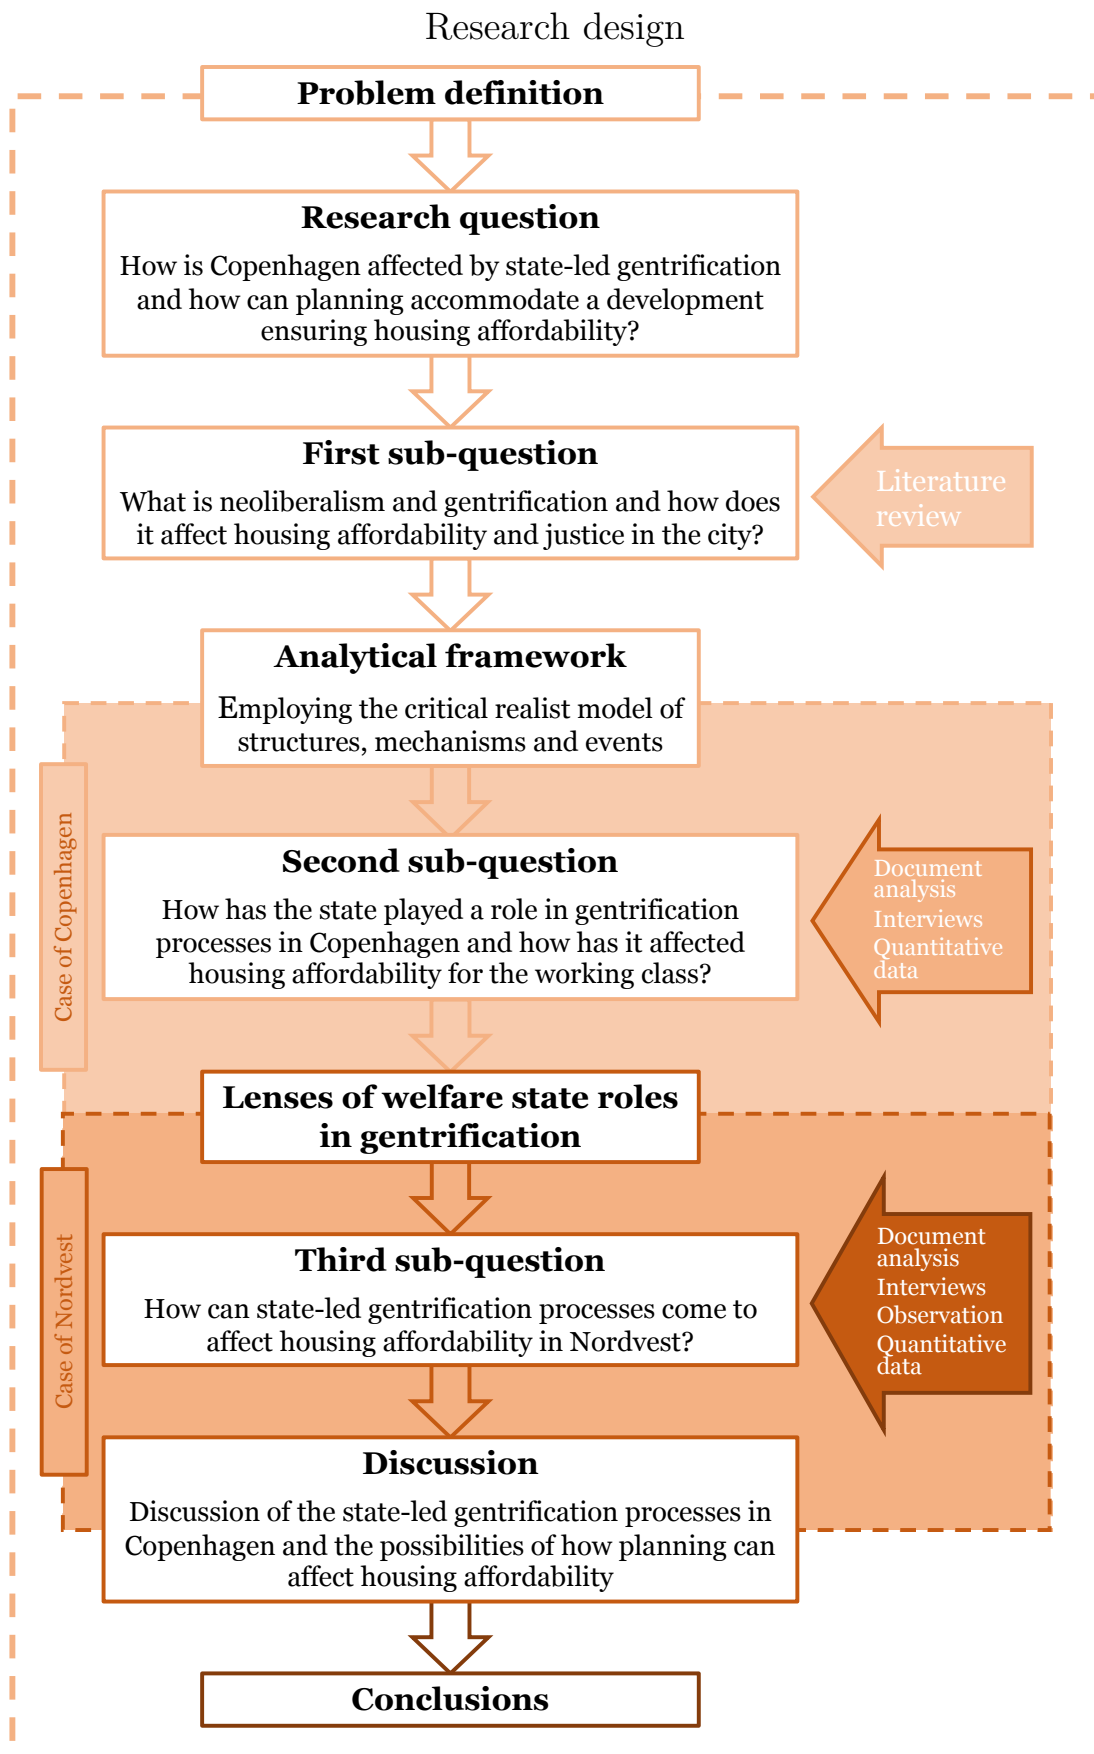 Research design
Problem definition
Research question
How is Copenhagen affected by state-led gentrification
and how can planning accommodate a development
ensuring housing affordability?
First sub-question
What is neoliberalism and gentrification and how does
it affect housing affordability and justice in the city?
Literature
review
Analytical framework
Employing the critical realist model of
structures, mechanisms and events
Case of Copenhagen
Second sub-question
How has the state played a role in gentrification
processes in Copenhagen and how has it affected
housing affordability for the working class?
Document
analysis
Interviews
Quantitative
data
Lenses of welfare state roles
in gentrification
Case of Nordvest
Third sub-question
How can state-led gentrification processes come to
affect housing affordability in Nordvest?
Document
analysis
Interviews
Observation
Quantitative
data
Discussion
Discussion of the state-led gentrification processes in
Copenhagen and the possibilities of how planning can
affect housing affordability
Conclusions